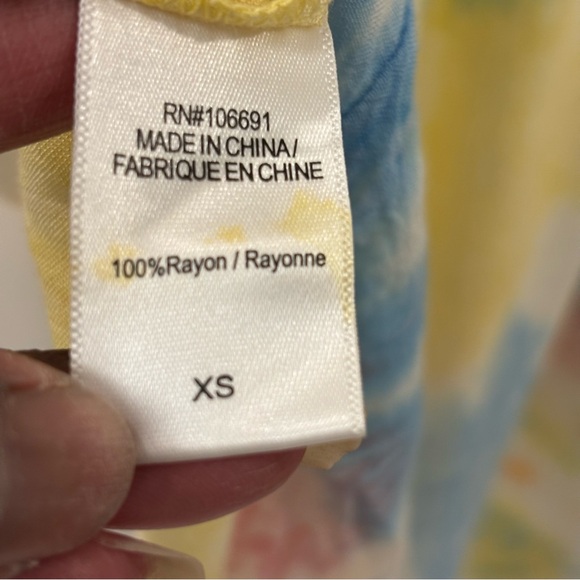 RN#106691
MADE IN CHINA/
FABRIQUE EN CHINE
100%Rayon / Rayonne
XS